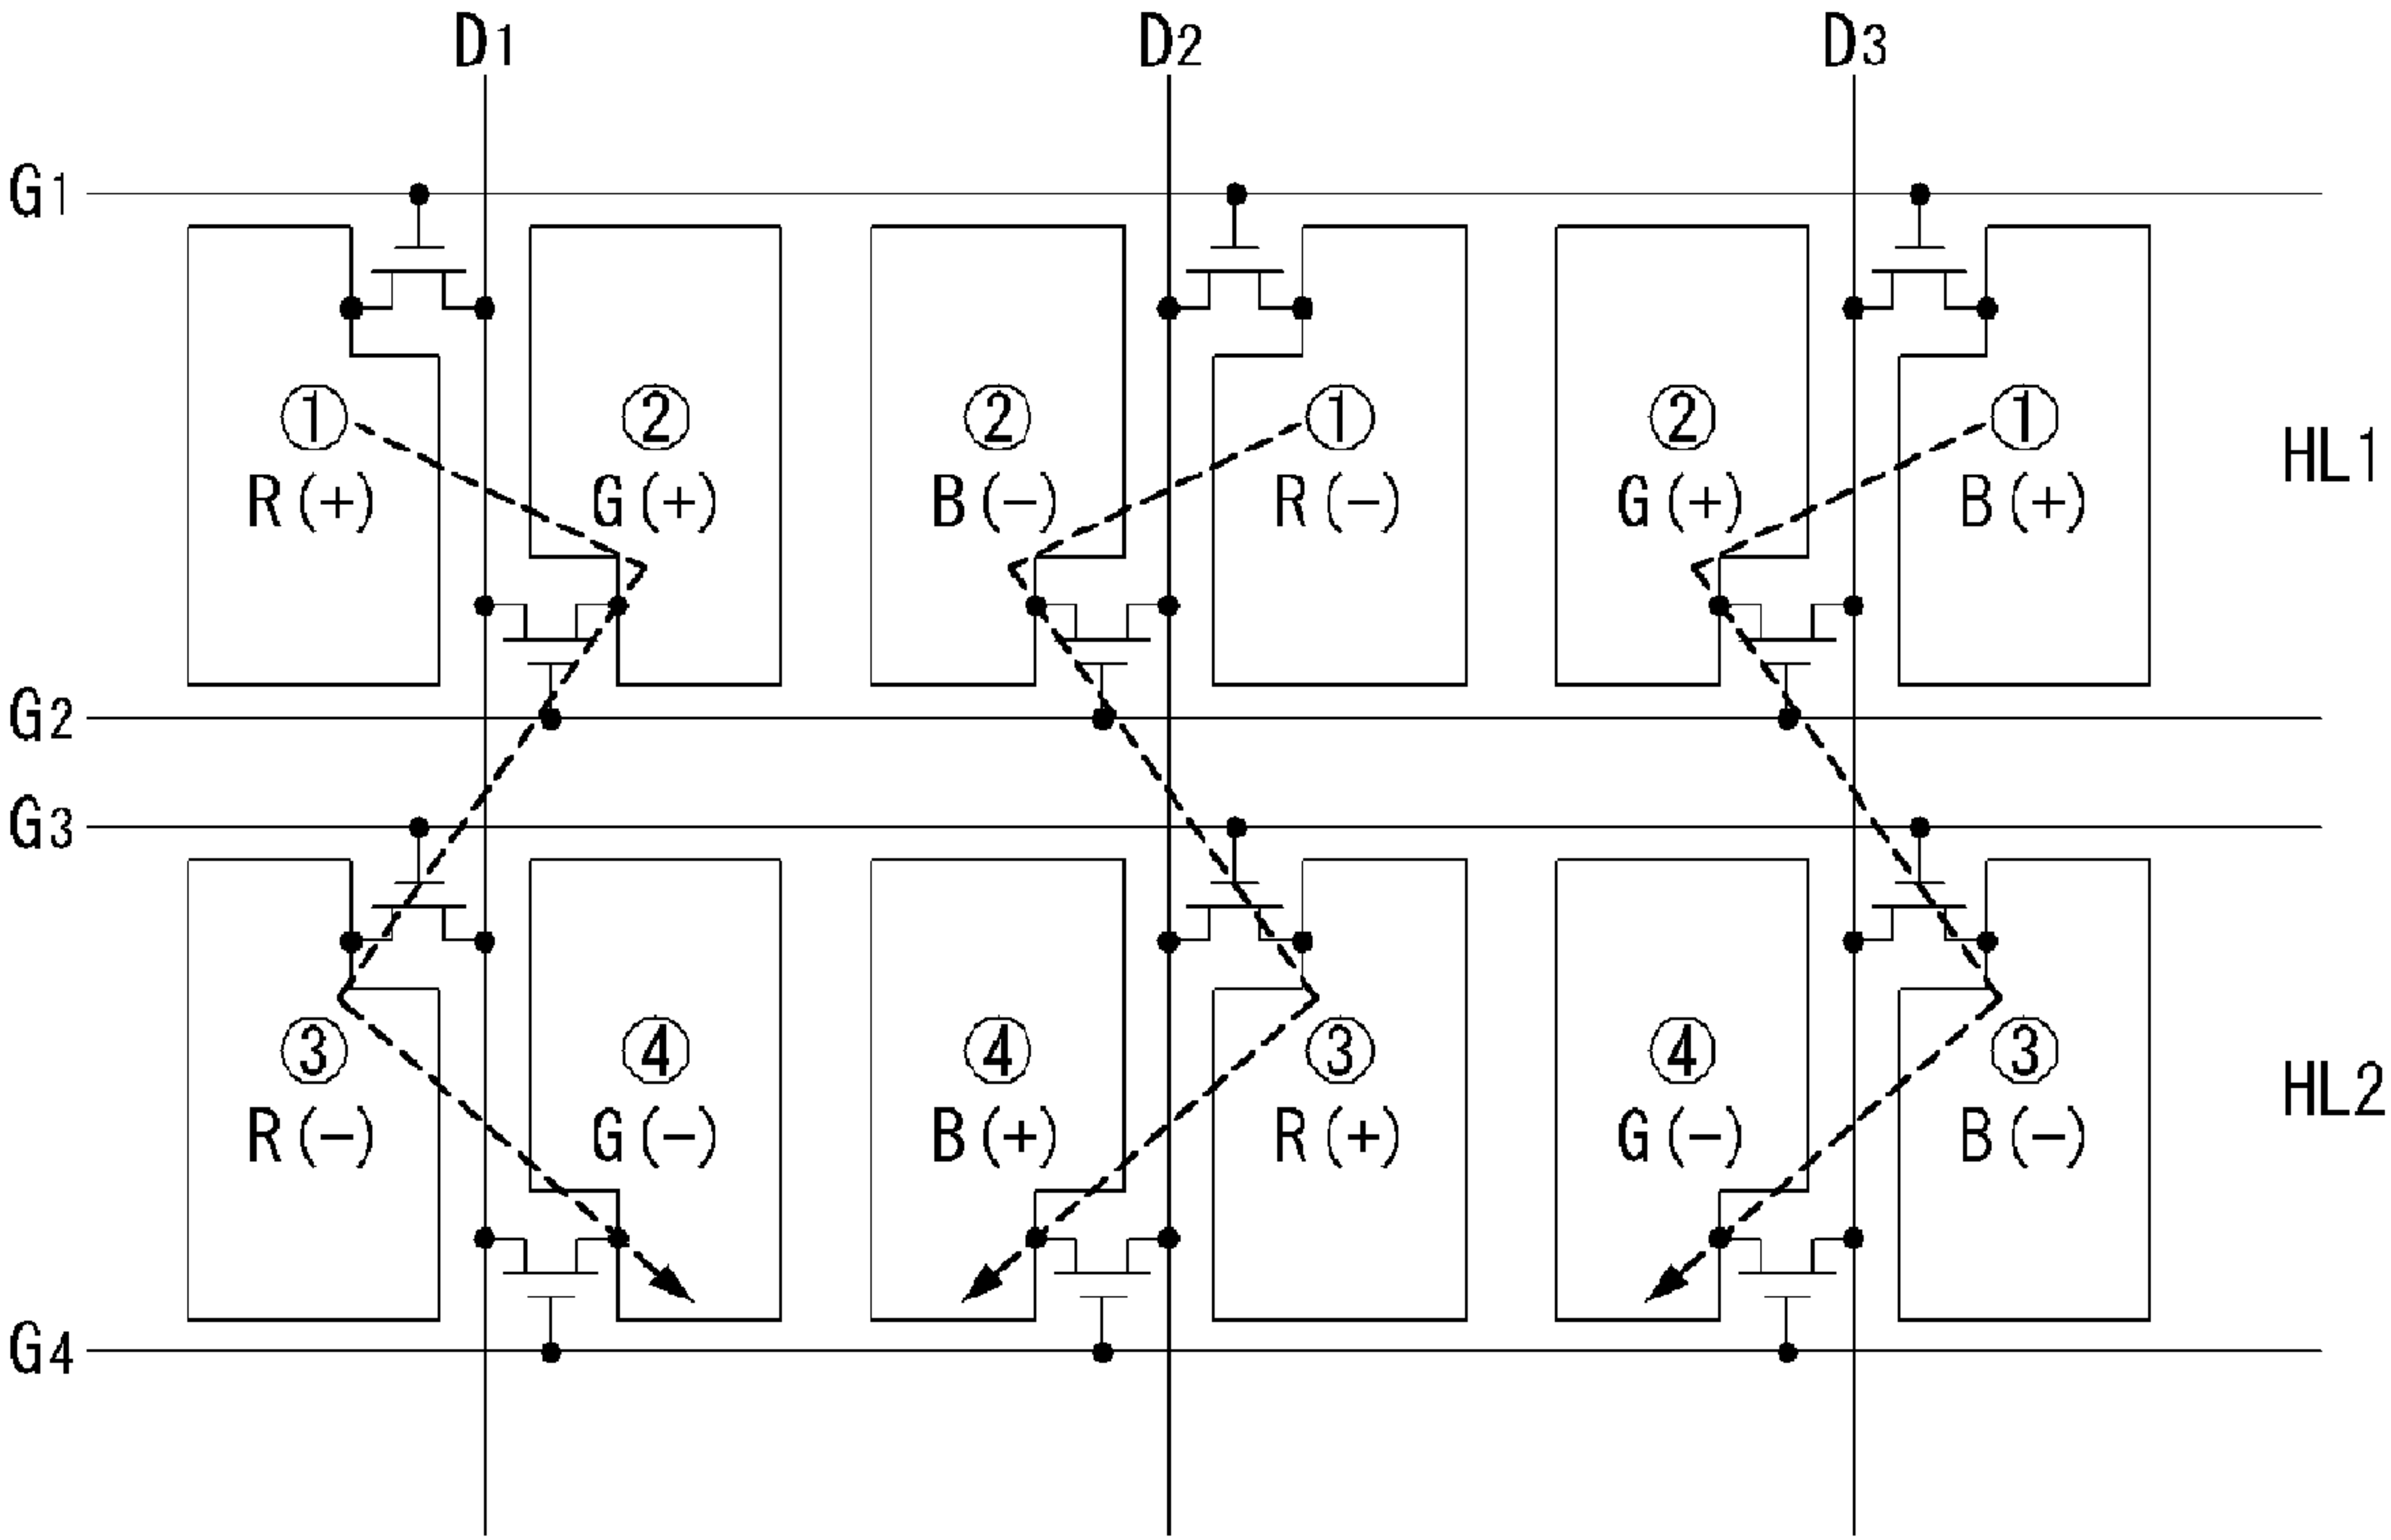 D1 D2 D3
G1
① ② ② ① ② ①
R(+) G(+) B(−) R(−) G(+) B(+) HL1
G2
G3
③ ④ ④ ③ ④ ③
R(−) G(−) B(+) R(+) G(−) B(−) HL2
G4